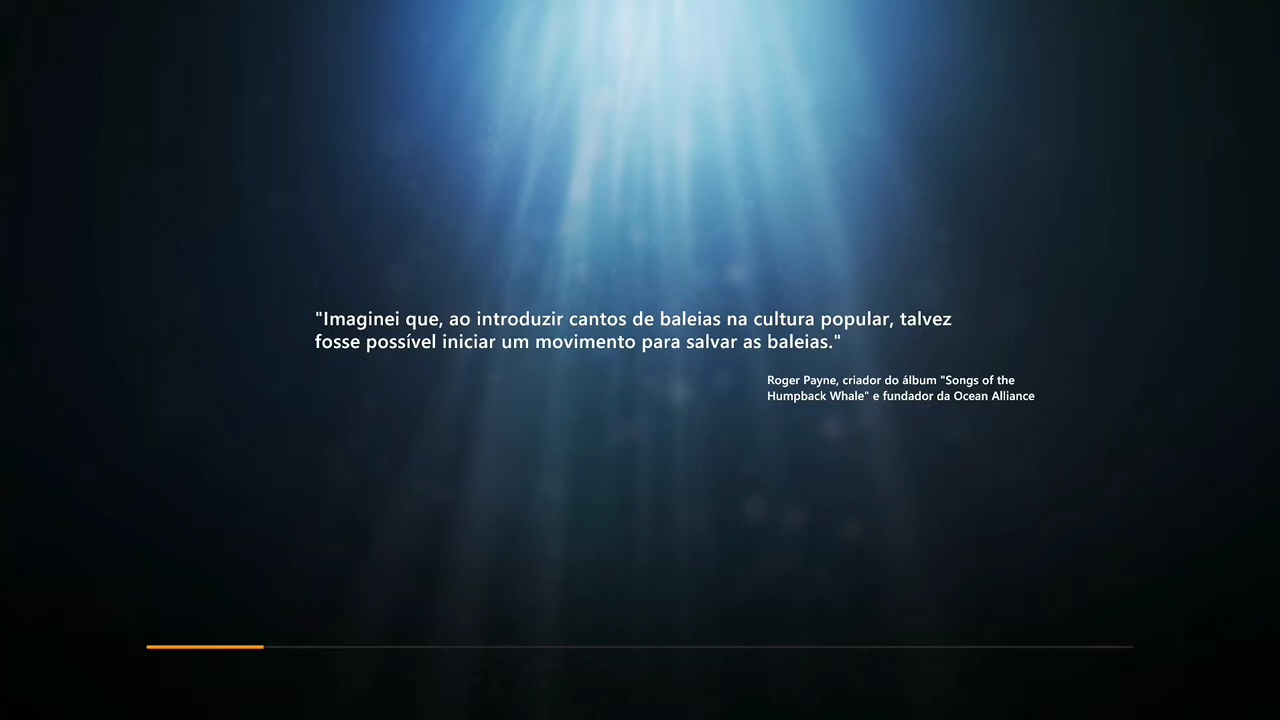 "Imaginei que, ao introduzir cantos de baleias na cultura popular, talvez
fosse possível iniciar um movimento para salvar as baleias."
Roger Payne, criador do álbum "Songs of the
Humpback Whale" e fundador da Ocean Alliance